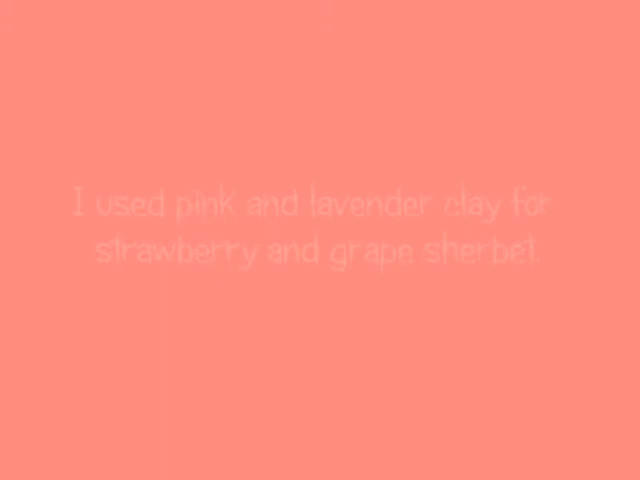 I used pink and lavender clay for
strawberry and grape sherbet.